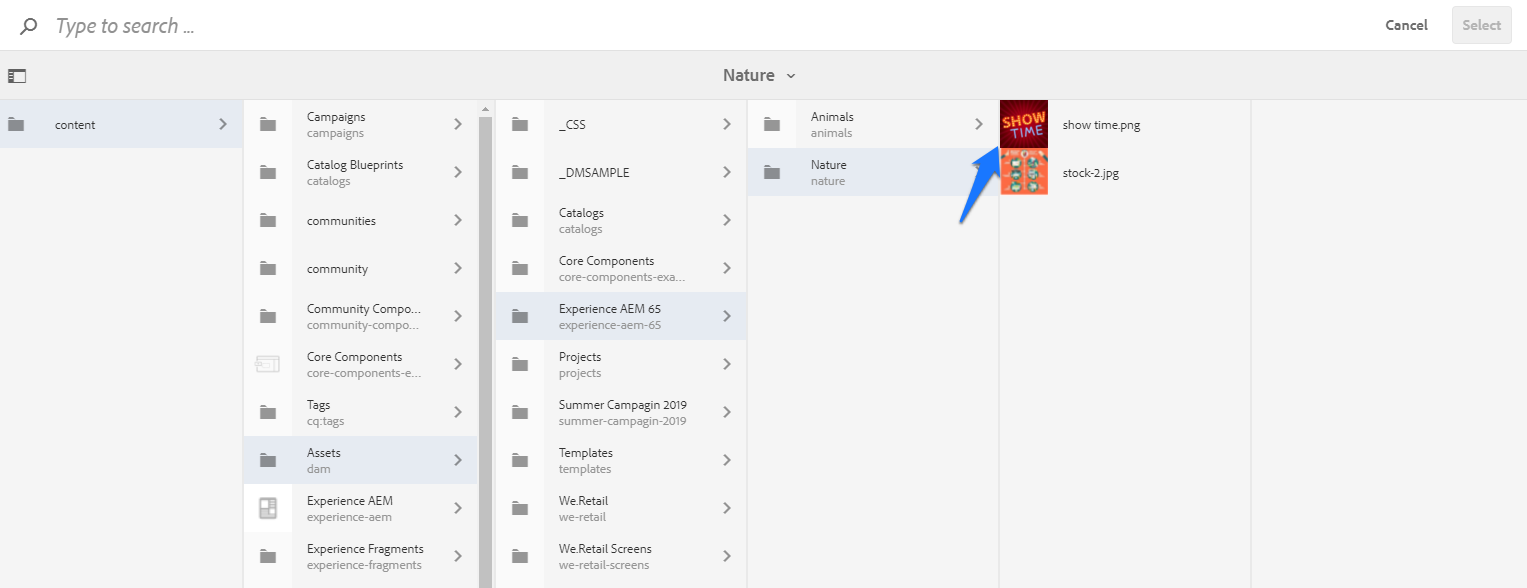 Type to search ...
Cancel
Select
Nature
content
Campaigns
campaigns
Catalog Blueprints
catalogs
communities
community
Community Compo...
community-compo...
Core Components
core-components-e...
Tags
cq:tags
Assets
dam
Experience AEM
experience-aem
Experience Fragments
experience-fragments
_CSS
_DMSAMPLE
Catalogs
catalogs
Core Components
core-components-exa...
Experience AEM 65
experience-aem-65
Projects
projects
Summer Campagin 2019
summer-campagin-2019
Templates
templates
We.Retail
we-retail
We.Retail Screens
we-retail-screens
Animals
animals
Nature
nature
SHOW
TIME
show time.png
stock-2.jpg